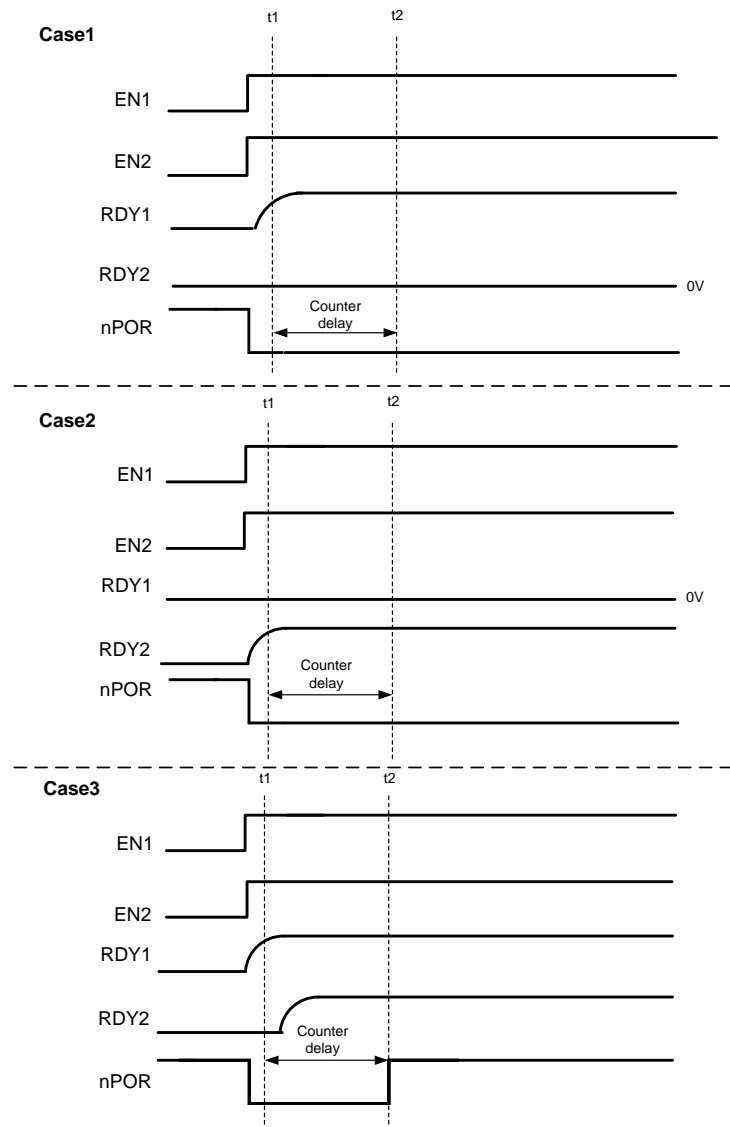 t1
t2
Case1
EN1
EN2
RDY1
RDY2
0V
Counter
delay
nPOR
t1
t2
Case2
EN1
EN2
RDY1
0V
RDY2
Counter
delay
nPOR
t1
t2
Case3
EN1
EN2
RDY1
RDY2
Counter
delay
nPOR